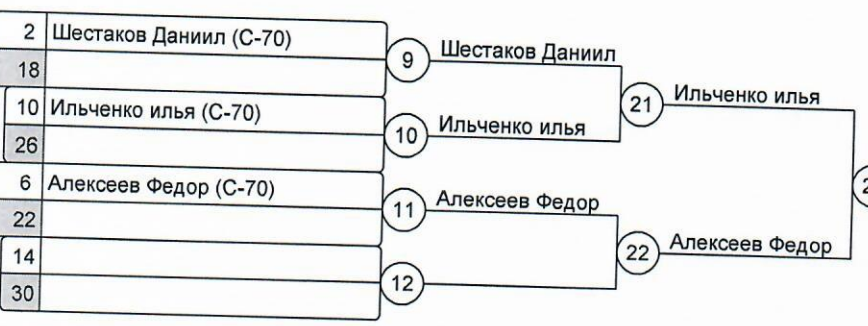 2 Шестаков Даниил (С-70)
18
9 Шестаков Даниил
10 Ильченко илья (С-70)
26
10 Ильченко илья
21 Ильченко илья
6 Алексеев Федор (С-70)
22
11 Алексеев Федор
14
30
12
22 Алексеев Федор